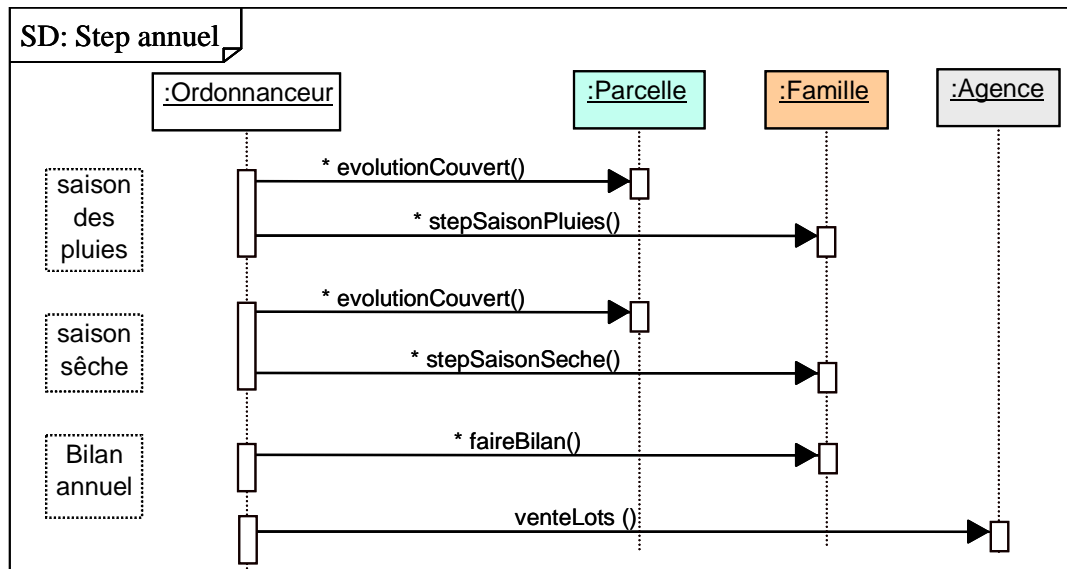 SD: Step annuel
:Ordonnanceur
:Parcelle
:Famille
:Agence
saison
des
pluies
* evolutionCouvert()
* stepSaisonPluies()
saison
sêche
* evolutionCouvert()
* stepSaisonSeche()
Bilan
annuel
* faireBilan()
venteLots ()